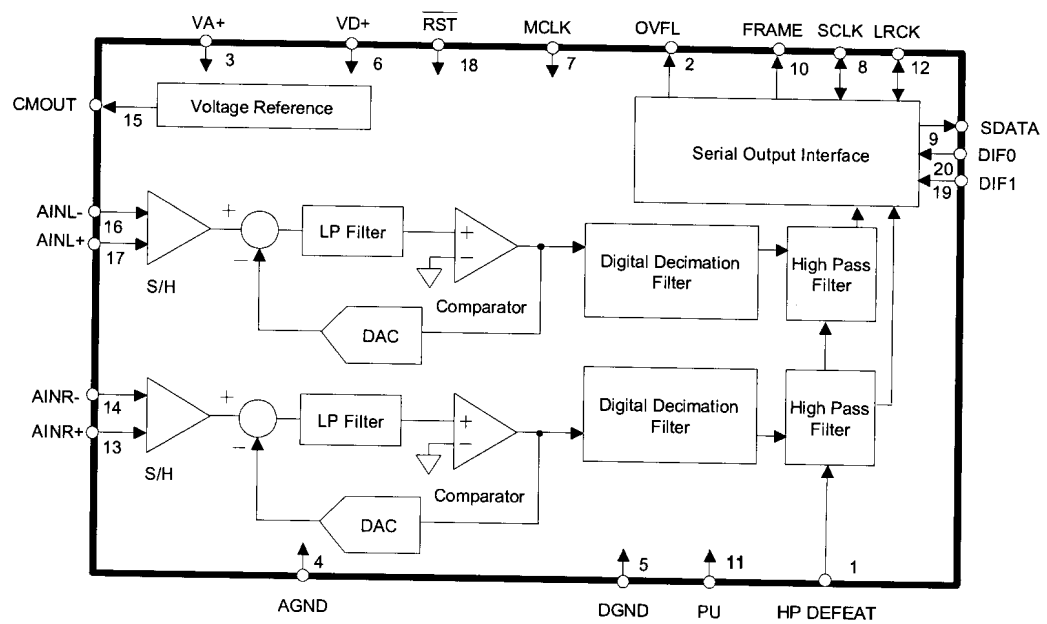 VA+ VD+ RST MCLK OVFL FRAME SCLK LRCK
3 6 18 7 2 10 8 12
CMOUT
15
Voltage Reference
Serial Output Interface
9
SDATA
20
DIF0
19
DIF1
AINL-
16
AINL+
17
S/H
+
−
LP Filter
+
−
Comparator
DAC
Digital Decimation
Filter
High Pass
Filter
AINR-
14
AINR+
13
S/H
+
−
LP Filter
+
−
Comparator
DAC
Digital Decimation
Filter
High Pass
Filter
4 5 11 1
AGND DGND PU HP DEFEAT